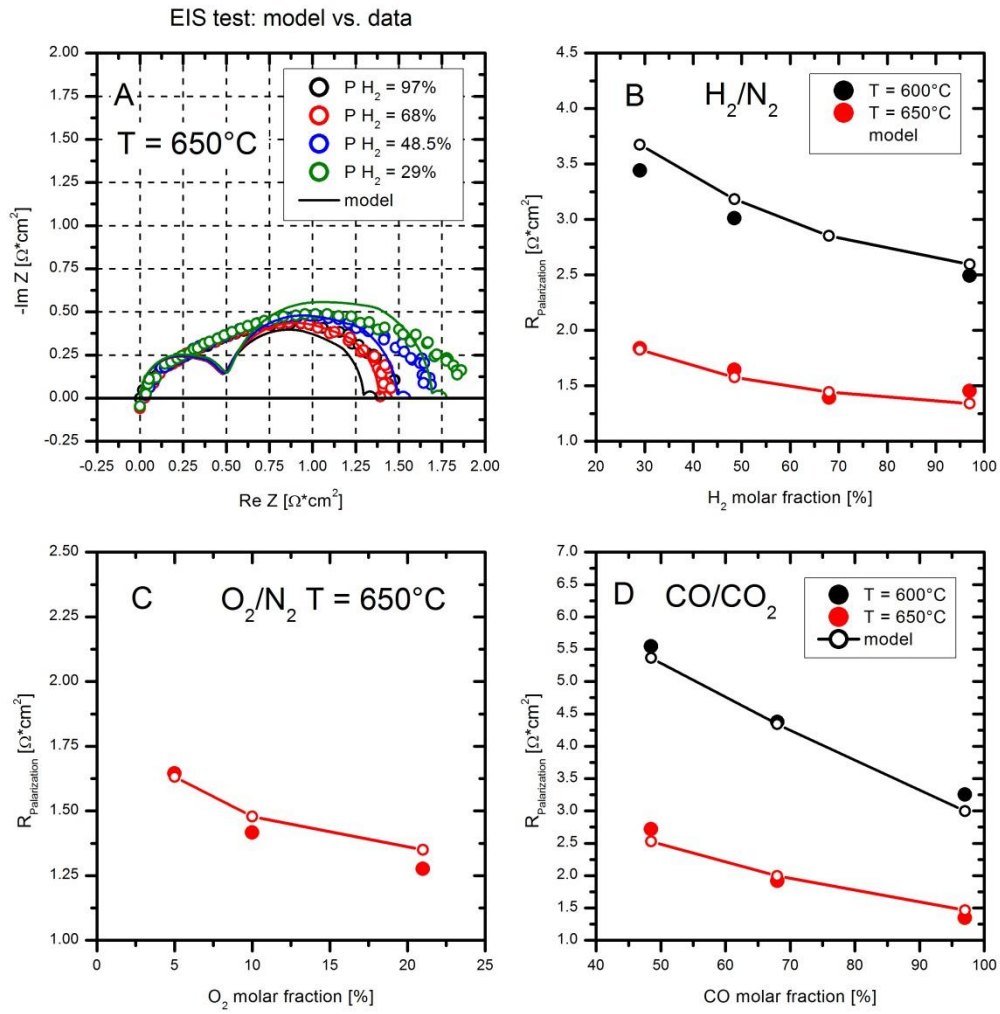 EIS test: model vs. data
A
T = 650°C
P H₂ = 97%
P H₂ = 68%
P H₂ = 48.5%
P H₂ = 29%
model
-Im Z [Ω*cm²]
2.00
1.75
1.50
1.25
1.00
0.75
0.50
0.25
0.00
-0.25
-0.25 0.00 0.25 0.50 0.75 1.00 1.25 1.50 1.75 2.00
Re Z [Ω*cm²]
B
H₂/N₂
T = 600°C
T = 650°C
model
R_Palarization [Ω*cm²]
4.5
4.0
3.5
3.0
2.5
2.0
1.5
1.0
20 30 40 50 60 70 80 90 100
H₂ molar fraction [%]
C
O₂/N₂ T = 650°C
R_Palarization [Ω*cm²]
2.50
2.25
2.00
1.75
1.50
1.25
1.00
0 5 10 15 20 25
O₂ molar fraction [%]
D
CO/CO₂
T = 600°C
T = 650°C
model
R_Palarization [Ω*cm²]
7.0
6.5
6.0
5.5
5.0
4.5
4.0
3.5
3.0
2.5
2.0
1.5
1.0
40 50 60 70 80 90 100
CO molar fraction [%]